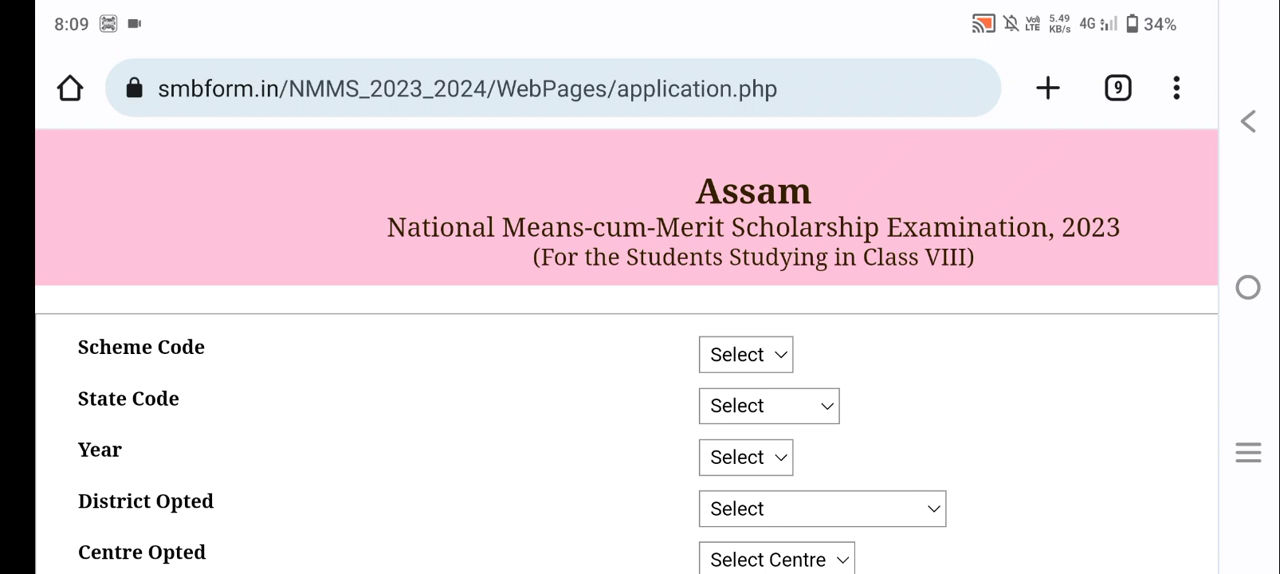 8:09 Vo) LTE 5.49 KB/s 4G 34%
smbform.in/NMMS_2023_2024/WebPages/application.php 9
Assam
National Means-cum-Merit Scholarship Examination, 2023
(For the Students Studying in Class VIII)
Scheme Code Select
State Code Select
Year Select
District Opted Select
Centre Opted Select Centre